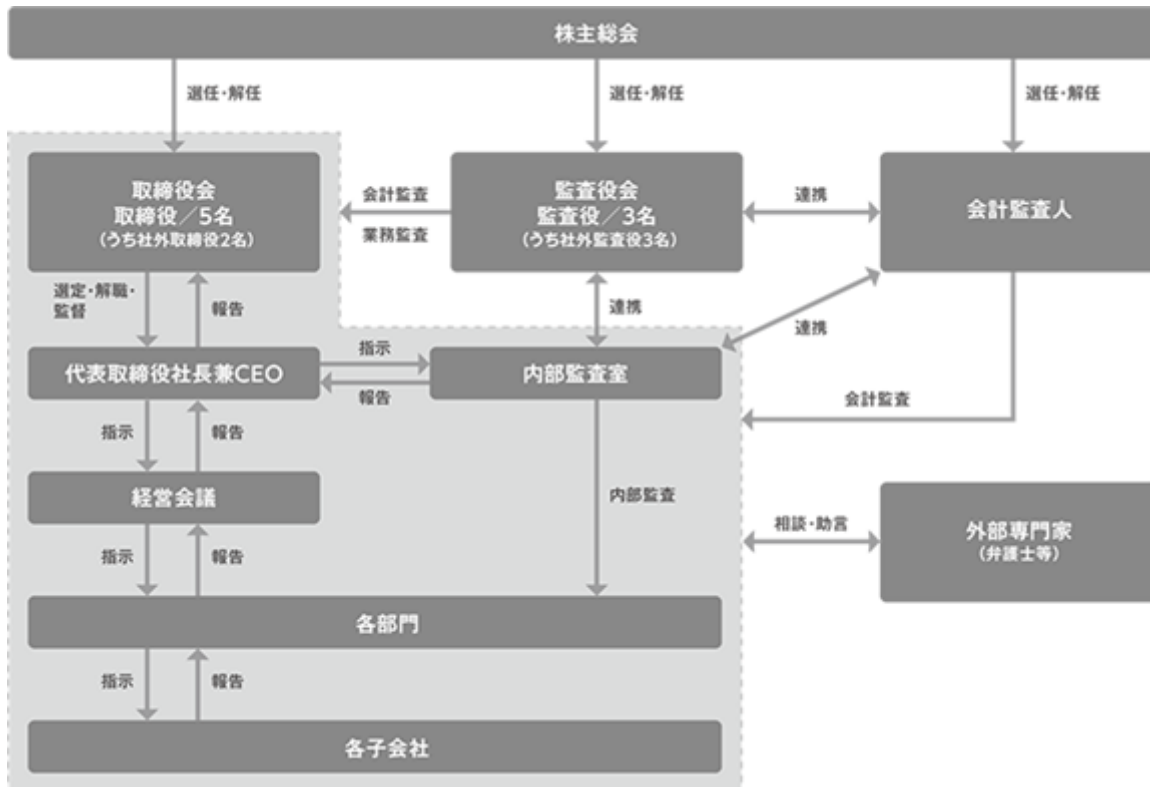 株主総会
選任・解任
選任・解任
選任・解任
取締役会
取締役／5名
（うち社外取締役2名）
会計監査
業務監査
監査役会
監査役／3名
（うち社外監査役3名）
連携
会計監査人
選定・解職・
監督
報告
連携
連携
代表取締役社長兼CEO
指示
報告
内部監査室
会計監査
指示
報告
経営会議
内部監査
相談・助言
外部専門家
（弁護士等）
指示
報告
各部門
指示
報告
各子会社